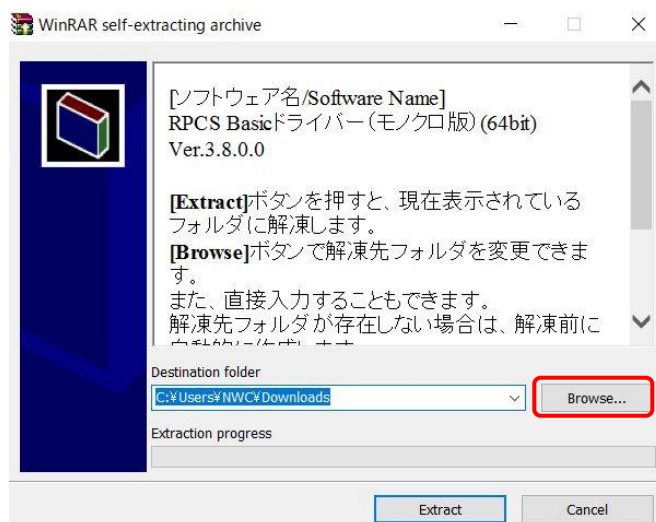 WinRAR self-extracting archive
[ソフトウェア名/Software Name]
RPCS Basicドライバー(モノクロ版) (64bit)
Ver.3.8.0.0
[Extract]ボタンを押すと、現在表示されている
フォルダに解凍します。
[Browse]ボタンで解凍先フォルダを変更できま
す。
また、直接入力することもできます。
解凍先フォルダが存在しない場合は、解凍前に
Destination folder
C:¥Users¥NWC¥Downloads
Browse...
Extraction progress
Extract
Cancel